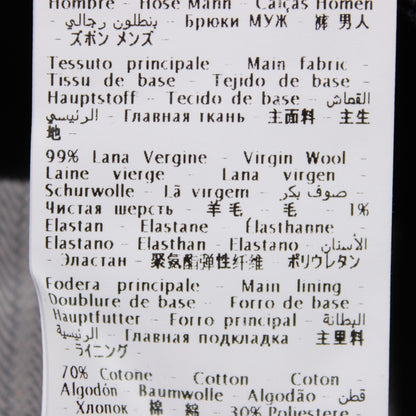 Hombre - Hose Mann - Calças Homen
- بنطلون رجالي - Брюки МУЖ - 裤 男人
- ズボン メンズ -
Tessuto principale - Main fabric -
Tissu de base - Tejido de base -
Hauptstoff - Tecido de base - القماش
الرئيسي - Главная ткань - 主面料 - 主生
地 -
99% Lana Vergine - Virgin Wool -
Laine vierge - Lana virgen -
Schurwolle - Lã virgem - صوف بكر -
Чистая шерсть - 羊毛 - 毛 - 1%
Elastan - Elastane - Élasthanne -
Elastano - Elasthan - Elastano - الأستان
- Эластан - 聚氨酯弹性纤维 - ポリウレタン
Fodera principale - Main lining -
Doublure de base - Forro de base -
Hauptfutter - Forro principal - البطانة
الرئيسية - Главная подкладка - 主里料
- ライニング -
70% Cotone - Cotton - Coton -
Algodón - Baumwolle - Algodão - قطن
- Хлопок - 棉 - 綿 - 30% Poliestere